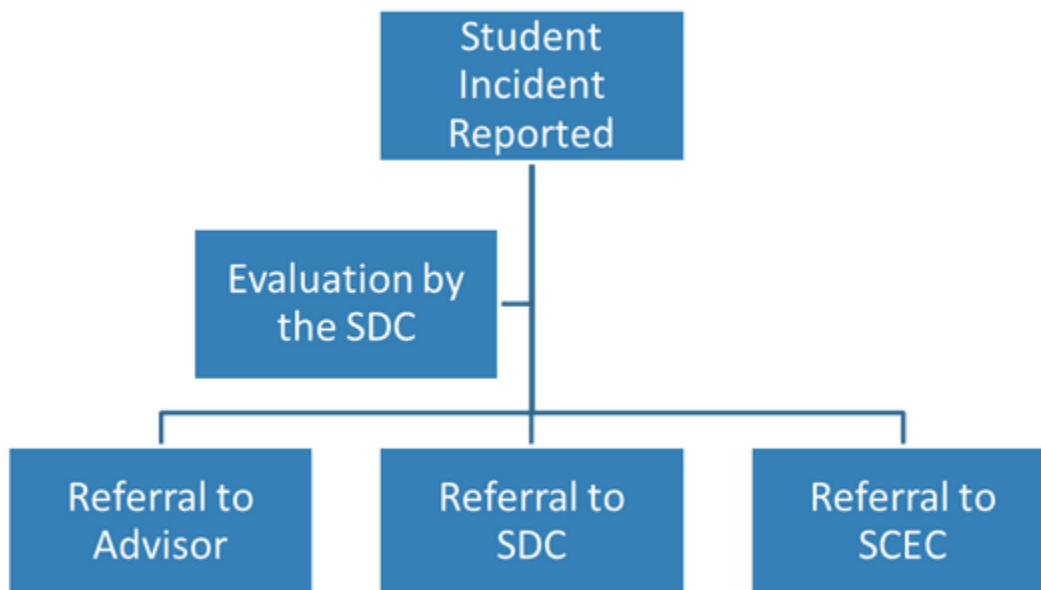 Student
Incident
Reported
Evaluation by
the SDC
Referral to
Advisor
Referral to
SDC
Referral to
SCEC